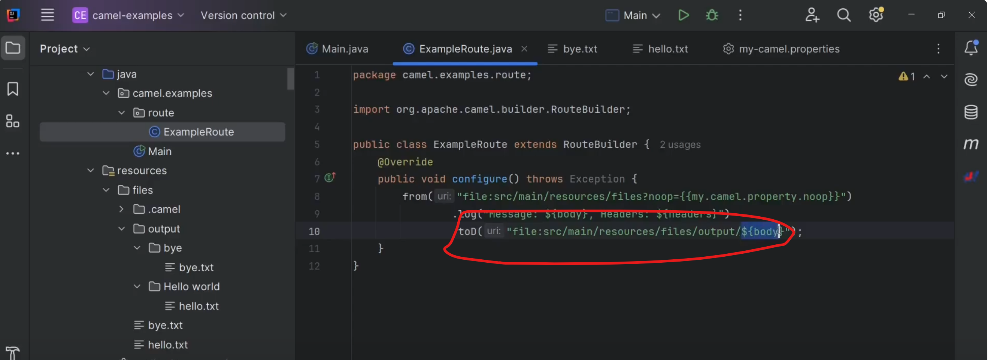 CE camel-examples Version control Main
Project
Main.java ExampleRoute.java bye.txt hello.txt my-camel.properties
java
camel.examples
route
ExampleRoute
Main
resources
files
.camel
output
bye
bye.txt
Hello world
hello.txt
bye.txt
hello.txt
1 package camel.examples.route;
1
2
3 import org.apache.camel.builder.RouteBuilder;
4
5 public class ExampleRoute extends RouteBuilder { 2 usages
6 @Override
7 public void configure() throws Exception {
8 from( uri: "file:src/main/resources/files?noop={{my.camel.property.noop}}")
9 .log("Message: ${body}, Headers: ${headers}")
10 toD( uri: "file:src/main/resources/files/output/${body}");
11 }
12 }
m